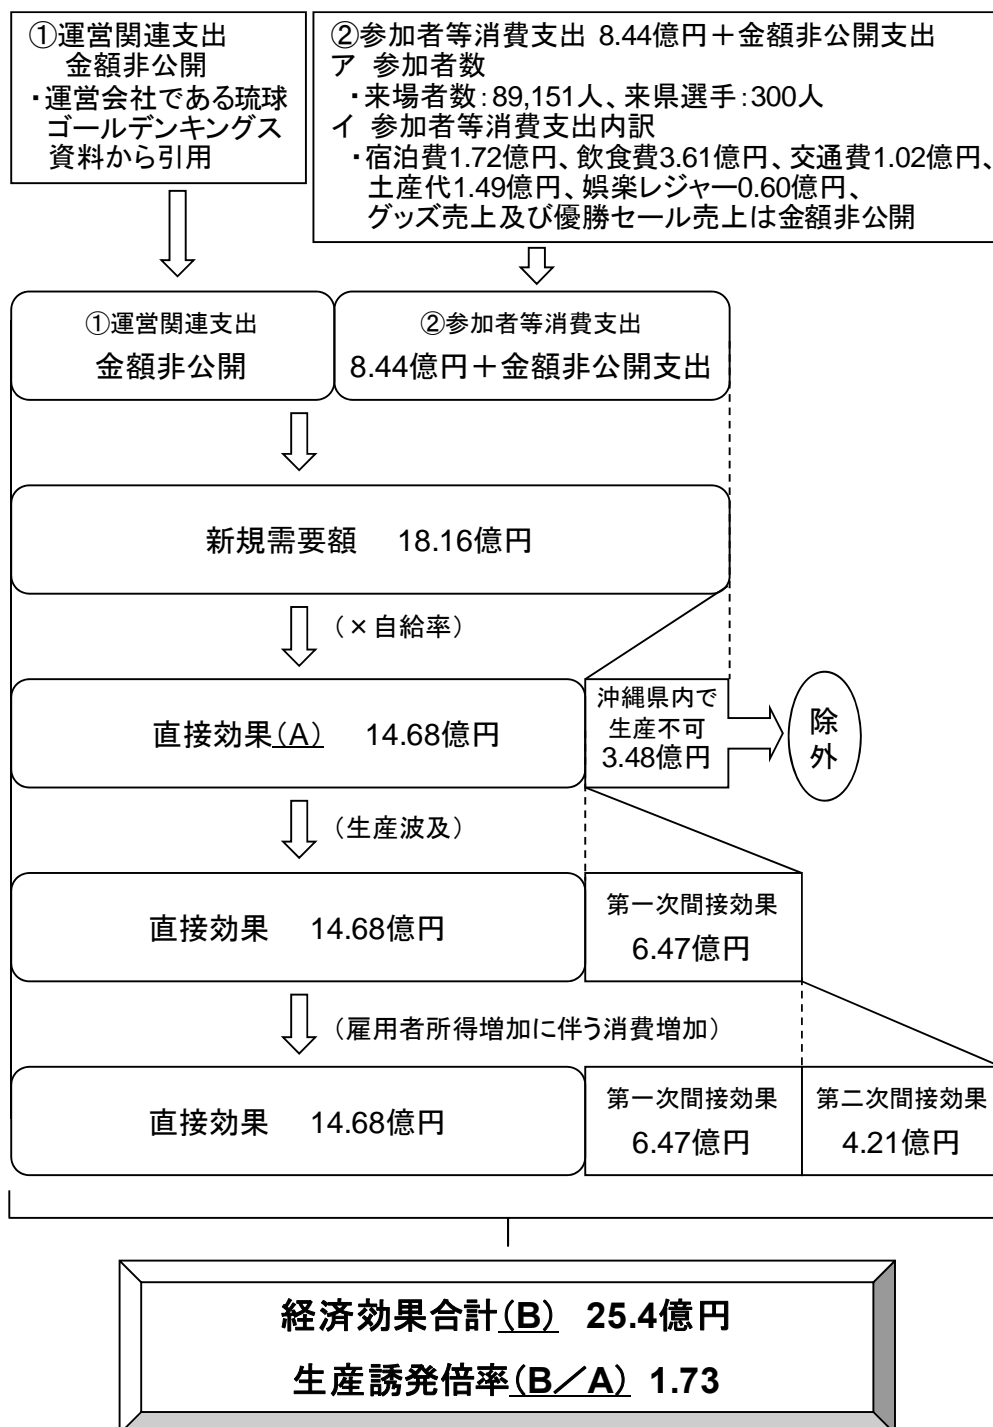 ①運営関連支出
金額非公開
・運営会社である琉球
ゴールデンキングス
資料から引用
②参加者等消費支出 8.44億円＋金額非公開支出
ア 参加者数
・来場者数：89,151人、来県選手：300人
イ 参加者等消費支出内訳
・宿泊費1.72億円、飲食費3.61億円、交通費1.02億円、
土産代1.49億円、娯楽レジャー0.60億円、
グッズ売上及び優勝セール売上は金額非公開
①運営関連支出
金額非公開
②参加者等消費支出
8.44億円＋金額非公開支出
新規需要額 18.16億円
（×自給率）
直接効果(A) 14.68億円
沖縄県内で
生産不可
3.48億円
除
外
（生産波及）
直接効果 14.68億円
第一次間接効果
6.47億円
（雇用者所得増加に伴う消費増加）
直接効果 14.68億円
第一次間接効果
6.47億円
第二次間接効果
4.21億円
経済効果合計(B) 25.4億円
生産誘発倍率(B／A) 1.73